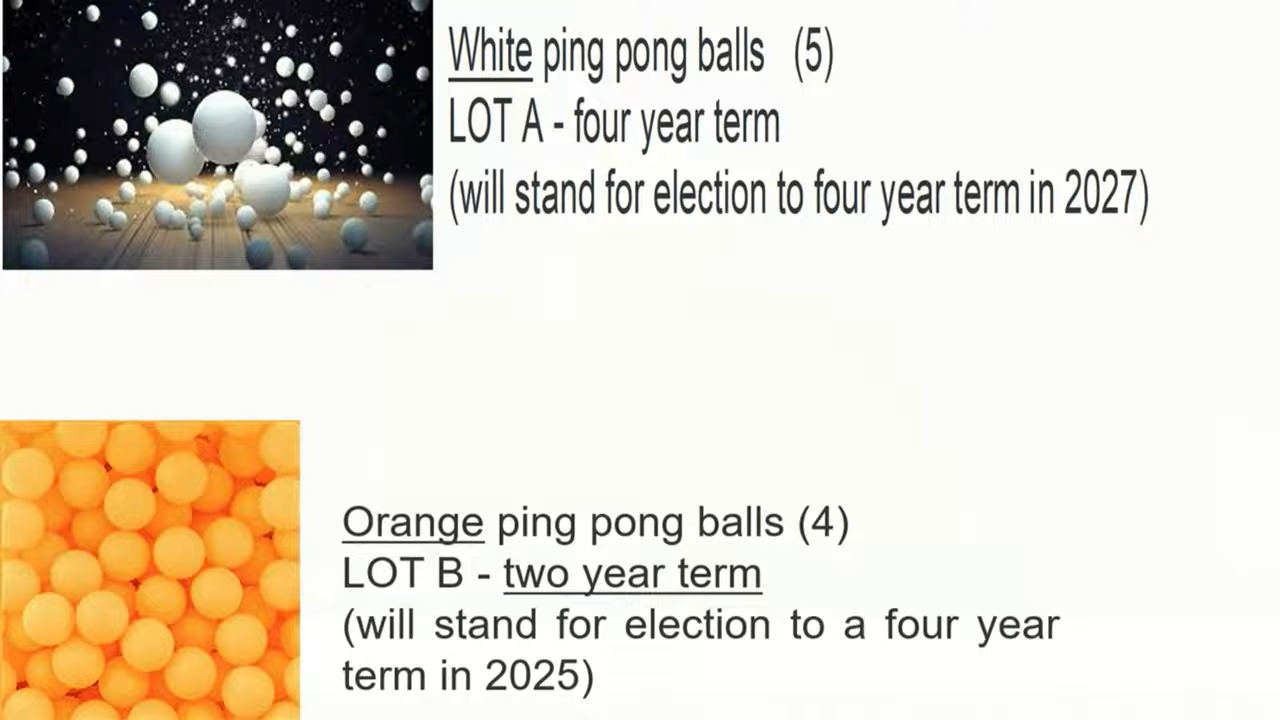 White ping pong balls (5)
LOT A - four year term
(will stand for election to four year term in 2027)
Orange ping pong balls (4)
LOT B - two year term
(will stand for election to a four year
term in 2025)